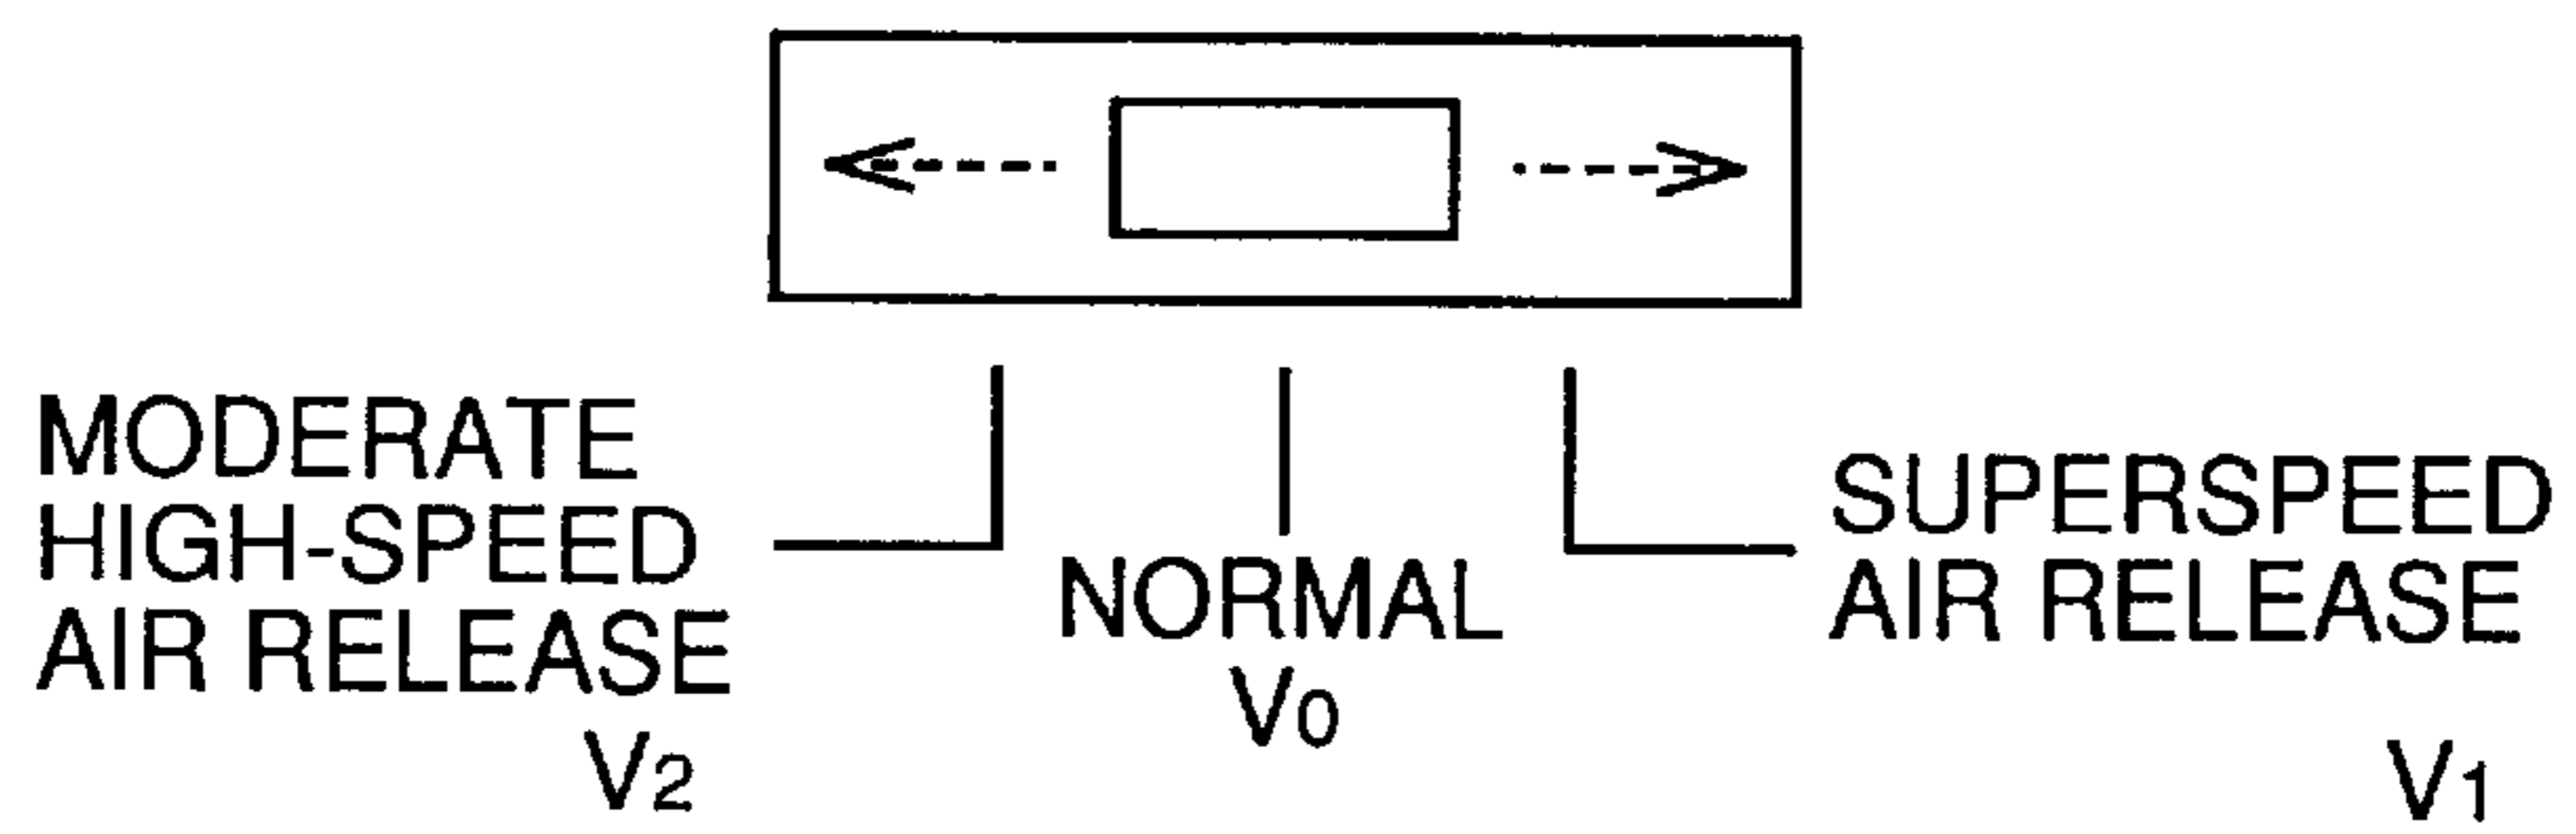 MODERATE
HIGH-SPEED
AIR RELEASE
V2
NORMAL
V0
SUPERSPEED
AIR RELEASE
V1